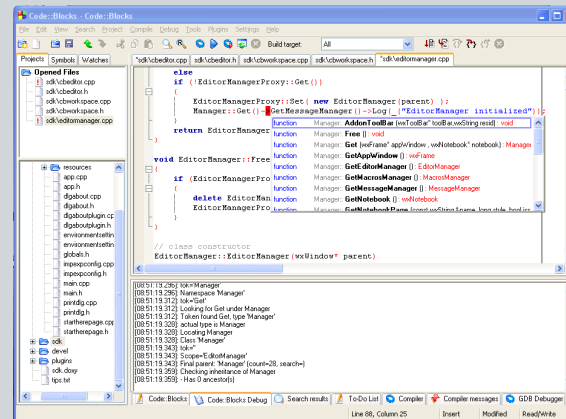 Code::Blocks - Code::Blocks
File Edit View Search Project Compile Debug Tools Plugins Settings Help
Build target: All
Projects Symbols Watches
*sdk\cbeditor.cpp sdk\cbeditor.h sdk\cbworkspace.cpp sdk\cbworkspace.h *sdk\editormanager.cpp
Opened Files
sdk\cbeditor.cpp
sdk\cbeditor.h
sdk\cbworkspace.cpp
sdk\cbworkspace.h
sdk\editormanager.cpp
resources
app.cpp
app.h
dlgabout.cpp
dlgabout.h
dlgaboutplugin.cp
dlgaboutplugin.h
environmentsettin
environmentsettin
globals.h
impexpconfig.cpp
impexpconfig.h
main.cpp
main.h
printdlg.cpp
printdlg.h
startherepage.cpp
startherepage.h
sdk
devel
plugins
sdk.doxy
tips.txt
else
if (!EditorManagerProxy::Get())
{
EditorManagerProxy::Set( new EditorManager(parent) );
Manager::Get()->GetMessageManager()->Log(_("EditorManager initialized"));
}
return EditorManager
}
void EditorManager::Free
{
if (EditorManagerPro
{
delete EditorMan
EditorManagerPro
}
}
// class constructor
EditorManager::EditorManager(wxWindow* parent)
function Manager: AddonToolBar (wxToolBar* toolbar,wxString resid) : void
function Manager: Free () : void
function Manager: Get (wxFrame* appWindow , wxNotebook* notebook) : Manager
function Manager: GetAppWindow () : wxFrame
function Manager: GetEditorManager () : EditorManager
function Manager: GetMacrosManager () : MacrosManager
function Manager: GetMessageManager () : MessageManager
function Manager: GetNotebook () : wxNotebook
function Manager: GetNotebookPage (const wxString &name, long style, bool iss
[08:51:19.296]: tok='Manager'
[08:51:19.296]: Namespace 'Manager'
[08:51:19.312]: tok='Get'
[08:51:19.312]: Looking for Get under Manager
[08:51:19.312]: Token found Get, type 'Manager'
[08:51:19.328]: actual type is Manager
[08:51:19.328]: Locating Manager
[08:51:19.328]: Class 'Manager'
[08:51:19.343]: tok=''
[08:51:19.343]: Scope='EditorManager'
[08:51:19.343]: Final parent: 'Manager' (count=28, search=)
[08:51:19.359]: Checking inheritance of Manager
[08:51:19.359]: - Has 0 ancestor(s)
Code::Blocks Code::Blocks Debug Search results To-Do List Compiler Compiler messages GDB Debugger
Line 88, Column 25 Insert Modified Read/Write